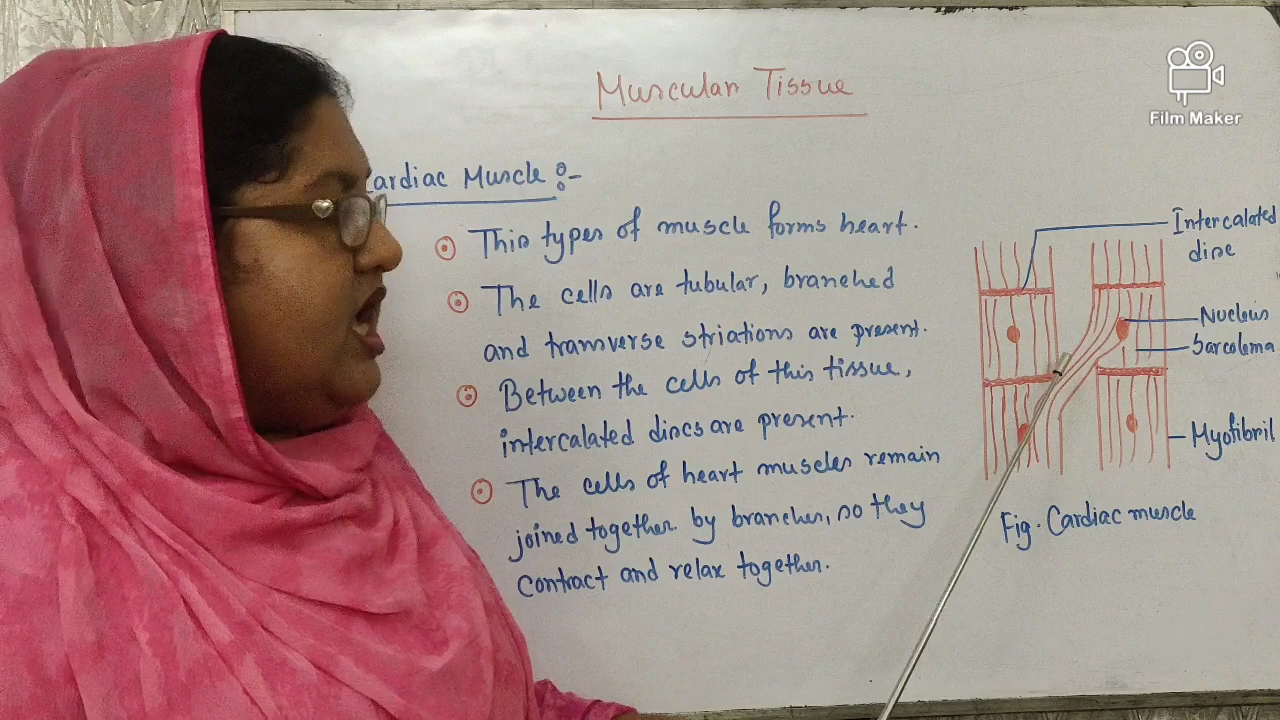 Muscular Tissue
Film Maker
Cardiac Muscle :-
This types of muscle forms heart.
The cells are tubular, branched
and transverse striations are present.
Between the cells of this tissue,
intercalated discs are present.
The cells of heart muscles remain
joined together by branches, so they
contract and relax together.
Intercalated
disc
Nucleus
Sarcolema
Myofibril
Fig. Cardiac muscle